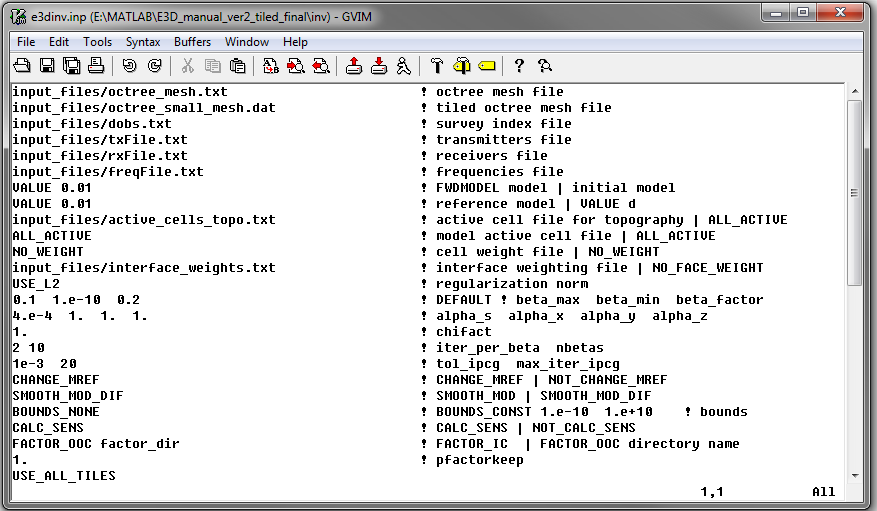 e3dinv.inp (E:\MATLAB\E3D_manual_ver2_tiled_final\inv) - GVIM
File Edit Tools Syntax Buffers Window Help
input_files/octree_mesh.txt ! octree mesh file
input_files/octree_small_mesh.dat ! tiled octree mesh file
input_files/dobs.txt ! survey index file
input_files/txFile.txt ! transmitters file
input_files/rxFile.txt ! receivers file
input_files/freqFile.txt ! frequencies file
VALUE 0.01 ! FWDMODEL model | initial model
VALUE 0.01 ! reference model | VALUE d
input_files/active_cells_topo.txt ! active cell file for topography | ALL_ACTIVE
ALL_ACTIVE ! model active cell file | ALL_ACTIVE
NO_WEIGHT ! cell weight file | NO_WEIGHT
input_files/interface_weights.txt ! interface weighting file | NO_FACE_WEIGHT
USE_L2 ! regularization norm
0.1 1.e-10 0.2 ! DEFAULT ! beta_max beta_min beta_factor
4.e-4 1. 1. 1. ! alpha_s alpha_x alpha_y alpha_z
1. ! chifact
2 10 ! iter_per_beta nbetas
1e-3 20 ! tol_ipcg max_iter_ipcg
CHANGE_MREF ! CHANGE_MREF | NOT_CHANGE_MREF
SMOOTH_MOD_DIF ! SMOOTH_MOD | SMOOTH_MOD_DIF
BOUNDS_NONE ! BOUNDS_CONST 1.e-10 1.e+10 ! bounds
CALC_SENS ! CALC_SENS | NOT_CALC_SENS
FACTOR_OOC factor_dir ! FACTOR_IC | FACTOR_OOC directory name
1. ! pfactorkeep
USE_ALL_TILES
1,1 All